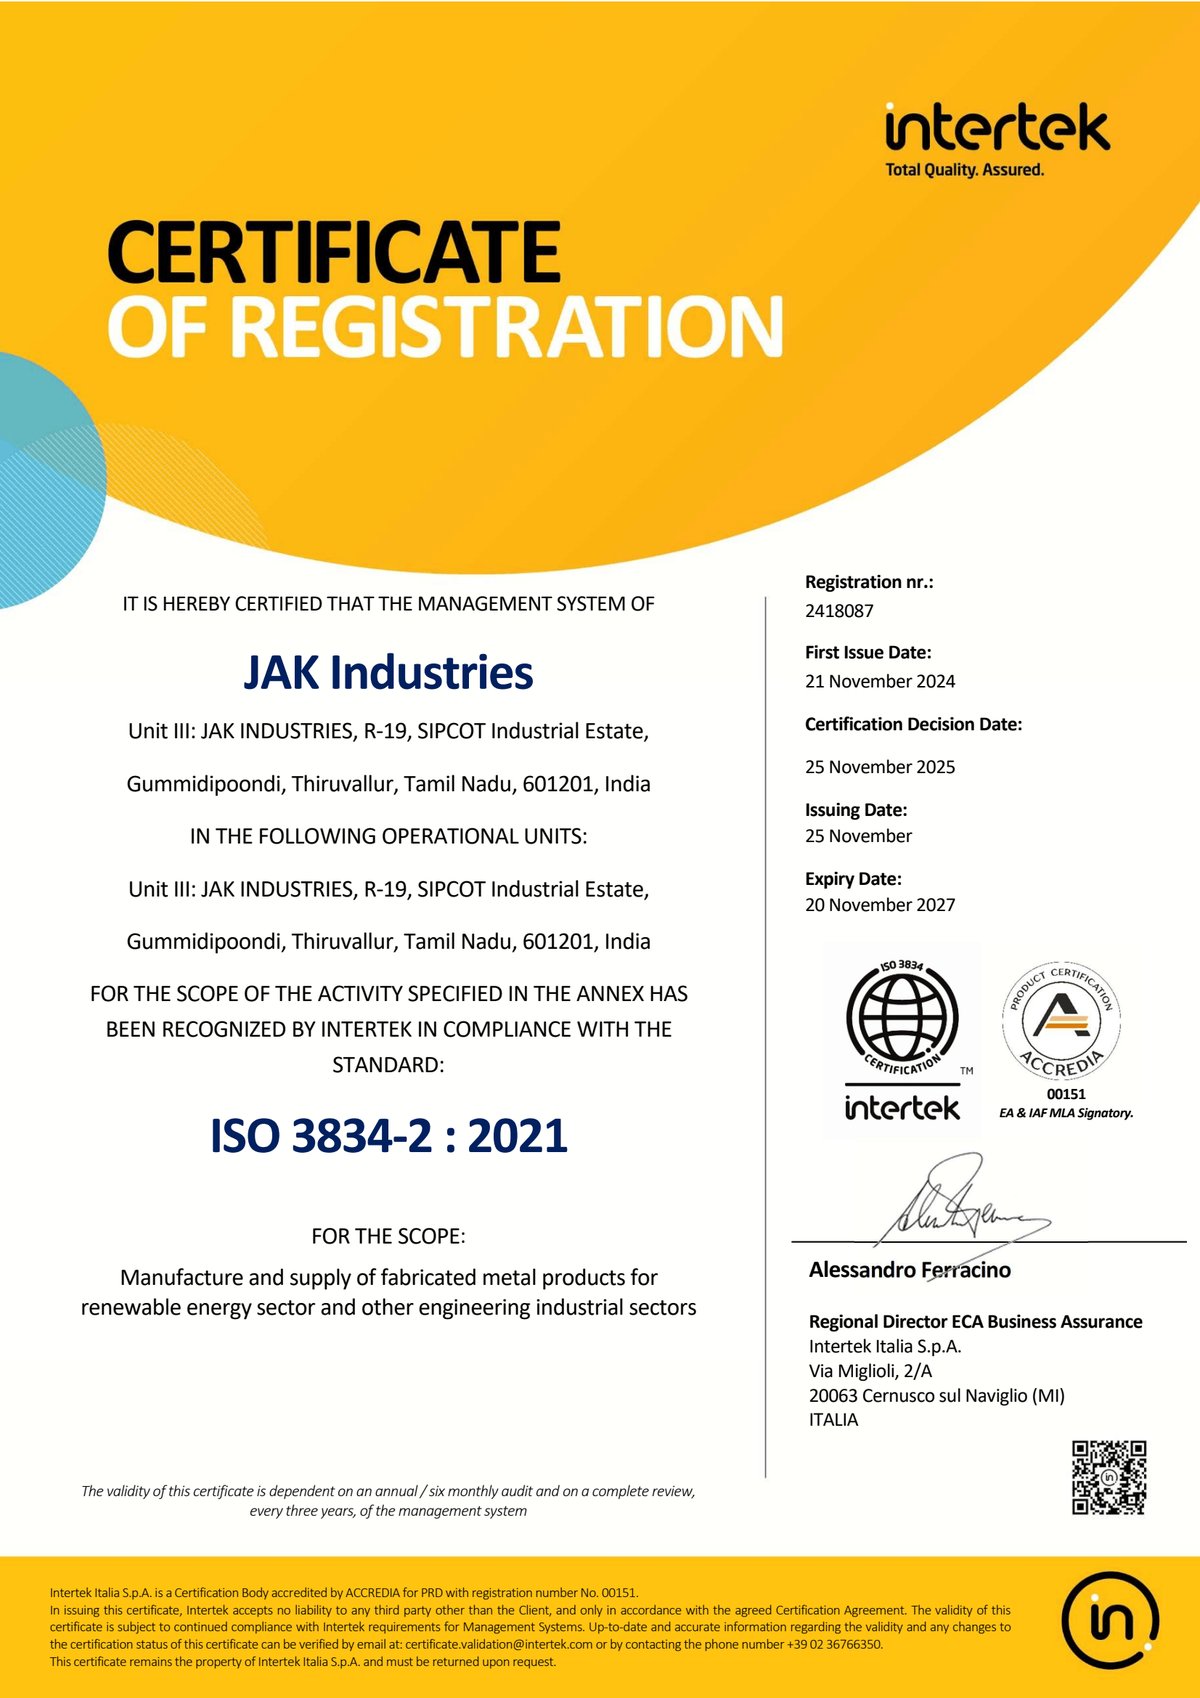 intertek
Total Quality. Assured.
CERTIFICATE
OF REGISTRATION
IT IS HEREBY CERTIFIED THAT THE MANAGEMENT SYSTEM OF
JAK Industries
Unit III: JAK INDUSTRIES, R-19, SIPCOT Industrial Estate,
Gummidipoondi, Thiruvallur, Tamil Nadu, 601201, India
IN THE FOLLOWING OPERATIONAL UNITS:
Unit III: JAK INDUSTRIES, R-19, SIPCOT Industrial Estate,
Gummidipoondi, Thiruvallur, Tamil Nadu, 601201, India
FOR THE SCOPE OF THE ACTIVITY SPECIFIED IN THE ANNEX HAS
BEEN RECOGNIZED BY INTERTEK IN COMPLIANCE WITH THE
STANDARD:
ISO 3834-2 : 2021
FOR THE SCOPE:
Manufacture and supply of fabricated metal products for
renewable energy sector and other engineering industrial sectors
The validity of this certificate is dependent on an annual / six monthly audit and on a complete review,
every three years, of the management system
Registration nr.:
2418087
First Issue Date:
21 November 2024
Certification Decision Date:
25 November 2025
Issuing Date:
25 November
Expiry Date:
20 November 2027
ISO 3834
CERTIFICATION
TM
intertek
PRODUCT CERTIFICATION
ACCREDIA
00151
EA & IAF MLA Signatory.
Alessandro Ferracino
Regional Director ECA Business Assurance
Intertek Italia S.p.A.
Via Miglioli, 2/A
20063 Cernusco sul Naviglio (MI)
ITALIA
in
Intertek Italia S.p.A. is a Certification Body accredited by ACCREDIA for PRD with registration number No. 00151.
In issuing this certificate, Intertek accepts no liability to any third party other than the Client, and only in accordance with the agreed Certification Agreement. The validity of this
certificate is subject to continued compliance with Intertek requirements for Management Systems. Up-to-date and accurate information regarding the validity and any changes to
the certification status of this certificate can be verified by email at: certificate.validation@intertek.com or by contacting the phone number +39 02 36766350.
This certificate remains the property of Intertek Italia S.p.A. and must be returned upon request.
in